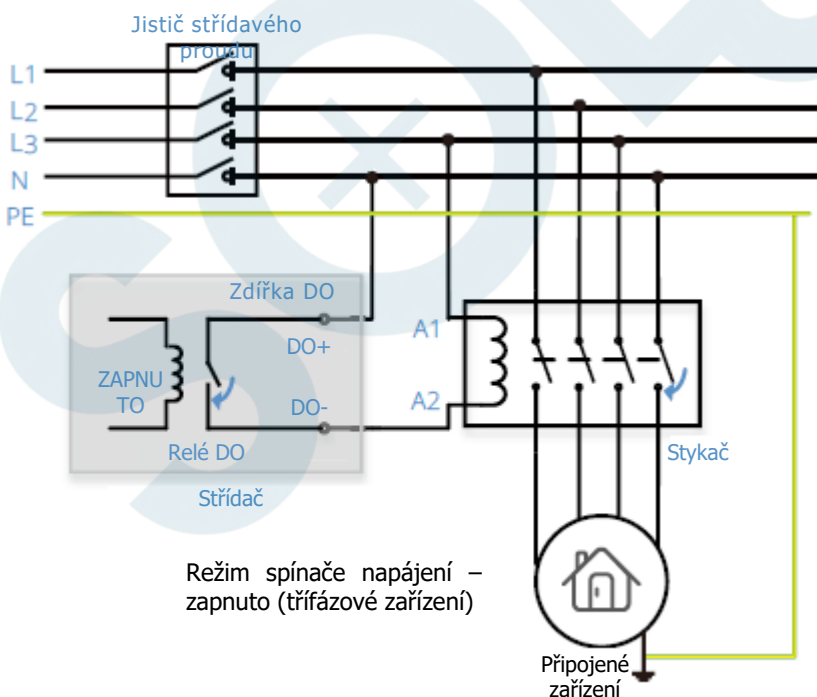 Jistič střídavého
proudu
L1
L2
L3
N
PE
Zdířka DO
DO+
A1
ZAPNU
TO
DO-
A2
Relé DO
Stykač
Střídač
Režim spínače napájení –
zapnuto (třífázové zařízení)
Připojené
zařízení